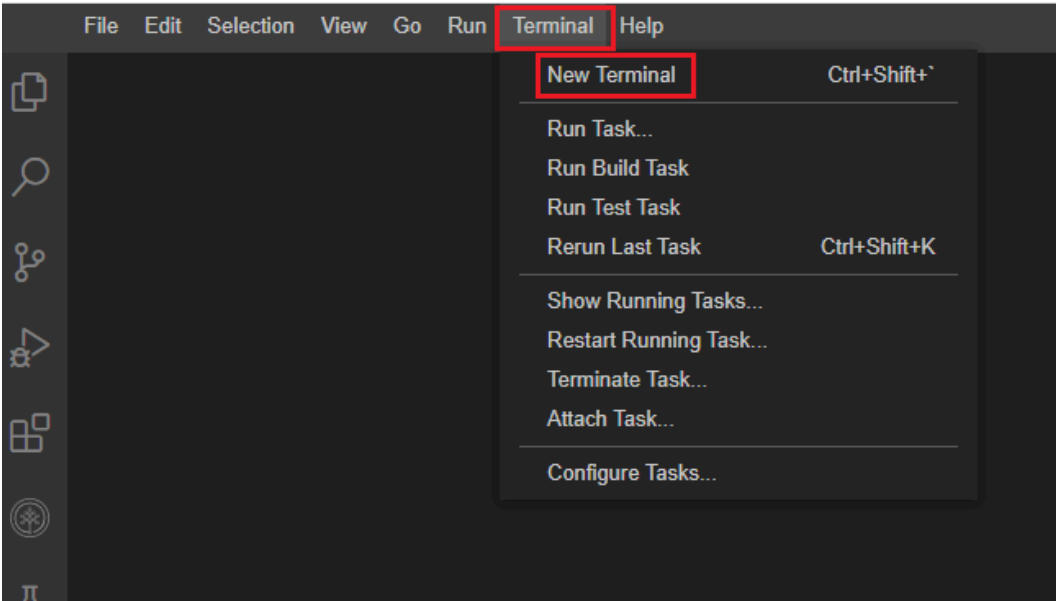 File Edit Selection View Go Run Terminal Help
New Terminal Ctrl+Shift+`
Run Task...
Run Build Task
Run Test Task
Rerun Last Task Ctrl+Shift+K
Show Running Tasks...
Restart Running Task...
Terminate Task...
Attach Task...
Configure Tasks...
π